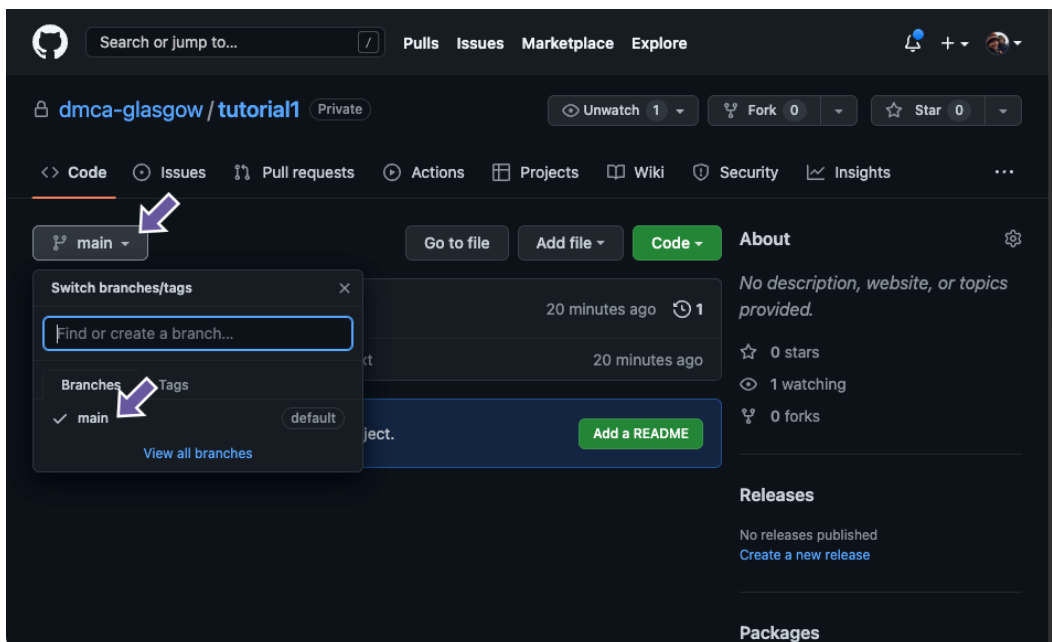 Search or jump to... / Pulls Issues Marketplace Explore
dmca-glasgow / tutorial1 Private Unwatch 1 Fork 0 Star 0
Code Issues Pull requests Actions Projects Wiki Security Insights ...
main Go to file Add file Code
Switch branches/tags
Find or create a branch...
Branches Tags
main default
View all branches
20 minutes ago 1
20 minutes ago
ject. Add a README
About
No description, website, or topics
provided.
0 stars
1 watching
0 forks
Releases
No releases published
Create a new release
Packages